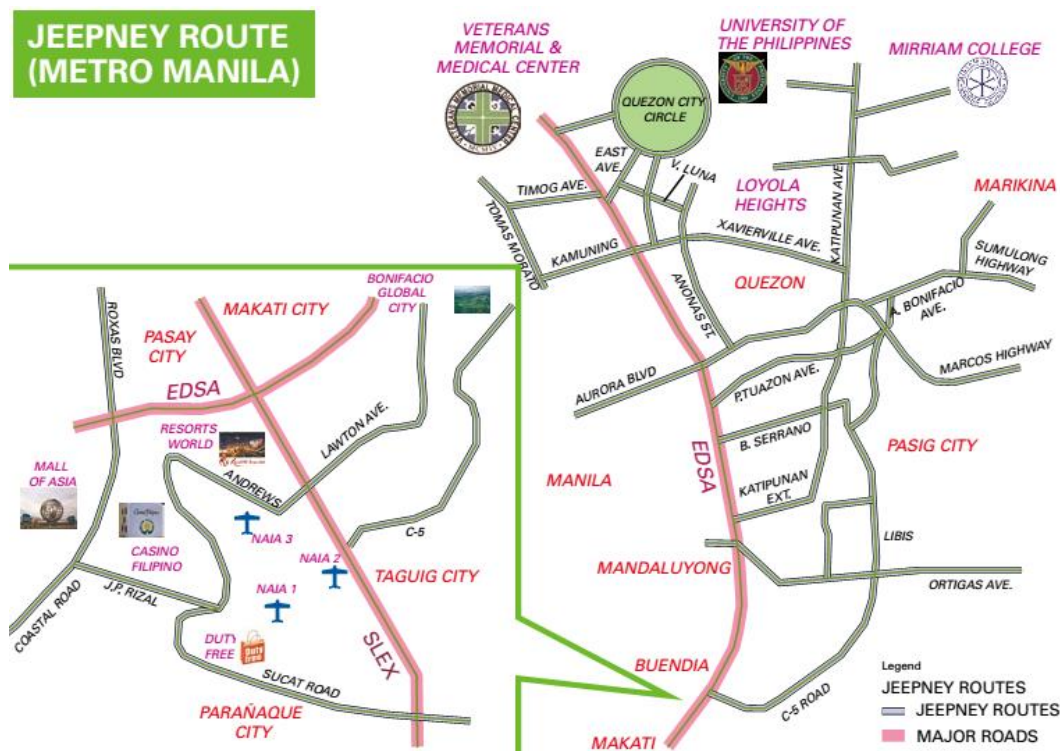 JEEPNEY ROUTE
(METRO MANILA)
VETERANS
MEMORIAL &
MEDICAL CENTER
UNIVERSITY OF
THE PHILIPPINES
MIRRIAM COLLEGE
QUEZON CITY
CIRCLE
EAST
AVE.
V. LUNA
TIMOG AVE.
TOMAS MORATO
KAMUNING
LOYOLA
HEIGHTS
XAVIERVILLE AVE.
KATIPUNAN AVE.
MARIKINA
SUMULONG
HIGHWAY
QUEZON
ANONAS ST.
A. BONIFACIO
AVE.
MARCOS HIGHWAY
AURORA BLVD
P.TUAZON AVE.
B. SERRANO
EDSA
PASIG CITY
MANILA
KATIPUNAN
EXT.
LIBIS
MANDALUYONG
ORTIGAS AVE.
BUENDIA
C-5 ROAD
MAKATI
BONIFACIO
GLOBAL
CITY
MAKATI CITY
ROXAS BLVD
PASAY
CITY
EDSA
RESORTS
WORLD
LAWTON AVE.
MALL
OF ASIA
ANDREWS
NAIA 3
CASINO
FILIPINO
NAIA 2
C-5
TAGUIG CITY
COASTAL ROAD
J.P. RIZAL
NAIA 1
DUTY
FREE
Duty
free
SLEX
SUCAT ROAD
PARAÑAQUE
CITY
Legend
JEEPNEY ROUTES
JEEPNEY ROUTES
MAJOR ROADS